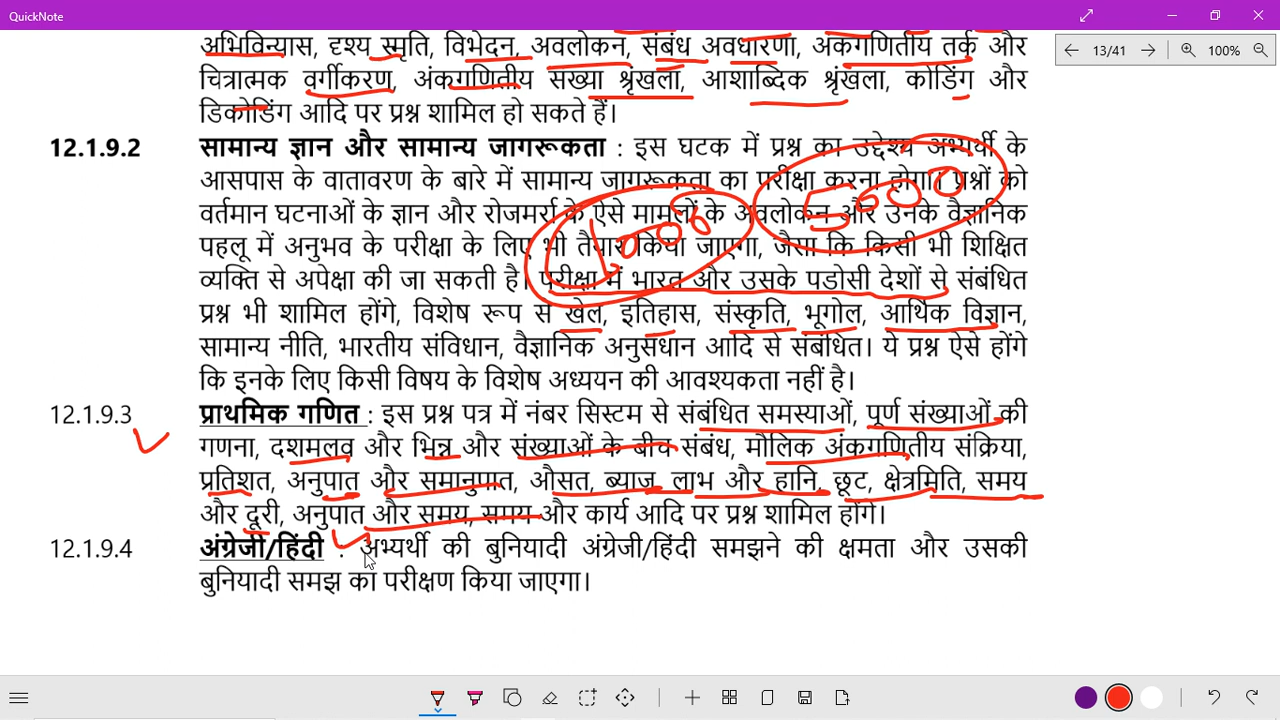 QuickNote
अभिविन्यास, दृश्य स्मृति, विभेदन, अवलोकन, संबंध अवधारणा, अंकगणितीय तर्क और
13/41
100%
चित्रात्मक वर्गीकरण, अंकगणितीय संख्या श्रृंखला, आशाब्दिक श्रृंखला, कोडिंग और
डिकोडिंग आदि पर प्रश्न शामिल हो सकते हैं।
12.1.9.2 सामान्य ज्ञान और सामान्य जागरूकता : इस घटक में प्रश्न का उद्देश्य अभ्यर्थी के
आसपास के वातावरण के बारे में सामान्य जागरूकता का परीक्षा करना होगा। प्रश्नों को
5000
वर्तमान घटनाओं के ज्ञान और रोजमर्रा के ऐसे मामलों के अवलोकन और उनके वैज्ञानिक
पहलू में अनुभव के परीक्षा के लिए भी तैयार किया जाएगा, जैसा कि किसी भी शिक्षित
व्यक्ति से अपेक्षा की जा सकती है। परीक्षा में भारत और उसके पडोसी देशों से संबंधित
प्रश्न भी शामिल होंगे, विशेष रूप से खेल, इतिहास, संस्कृति, भूगोल, आर्थिक विज्ञान,
सामान्य नीति, भारतीय संविधान, वैज्ञानिक अनुसंधान आदि से संबंधित। ये प्रश्न ऐसे होंगे
कि इनके लिए किसी विषय के विशेष अध्ययन की आवश्यकता नहीं है।
12.1.9.3 प्राथमिक गणित : इस प्रश्न पत्र में नंबर सिस्टम से संबंधित समस्याओं, पूर्ण संख्याओं की
गणना, दशमलव और भिन्न और संख्याओं के बीच संबंध, मौलिक अंकगणितीय संक्रिया,
प्रतिशत, अनुपात और समानुपात, औसत, ब्याज, लाभ और हानि, छूट, क्षेत्रमिति, समय
और दूरी, अनुपात और समय, समय और कार्य आदि पर प्रश्न शामिल होंगे।
12.1.9.4 अंग्रेजी/हिंदी : अभ्यर्थी की बुनियादी अंग्रेजी/हिंदी समझने की क्षमता और उसकी
बुनियादी समझ का परीक्षण किया जाएगा।